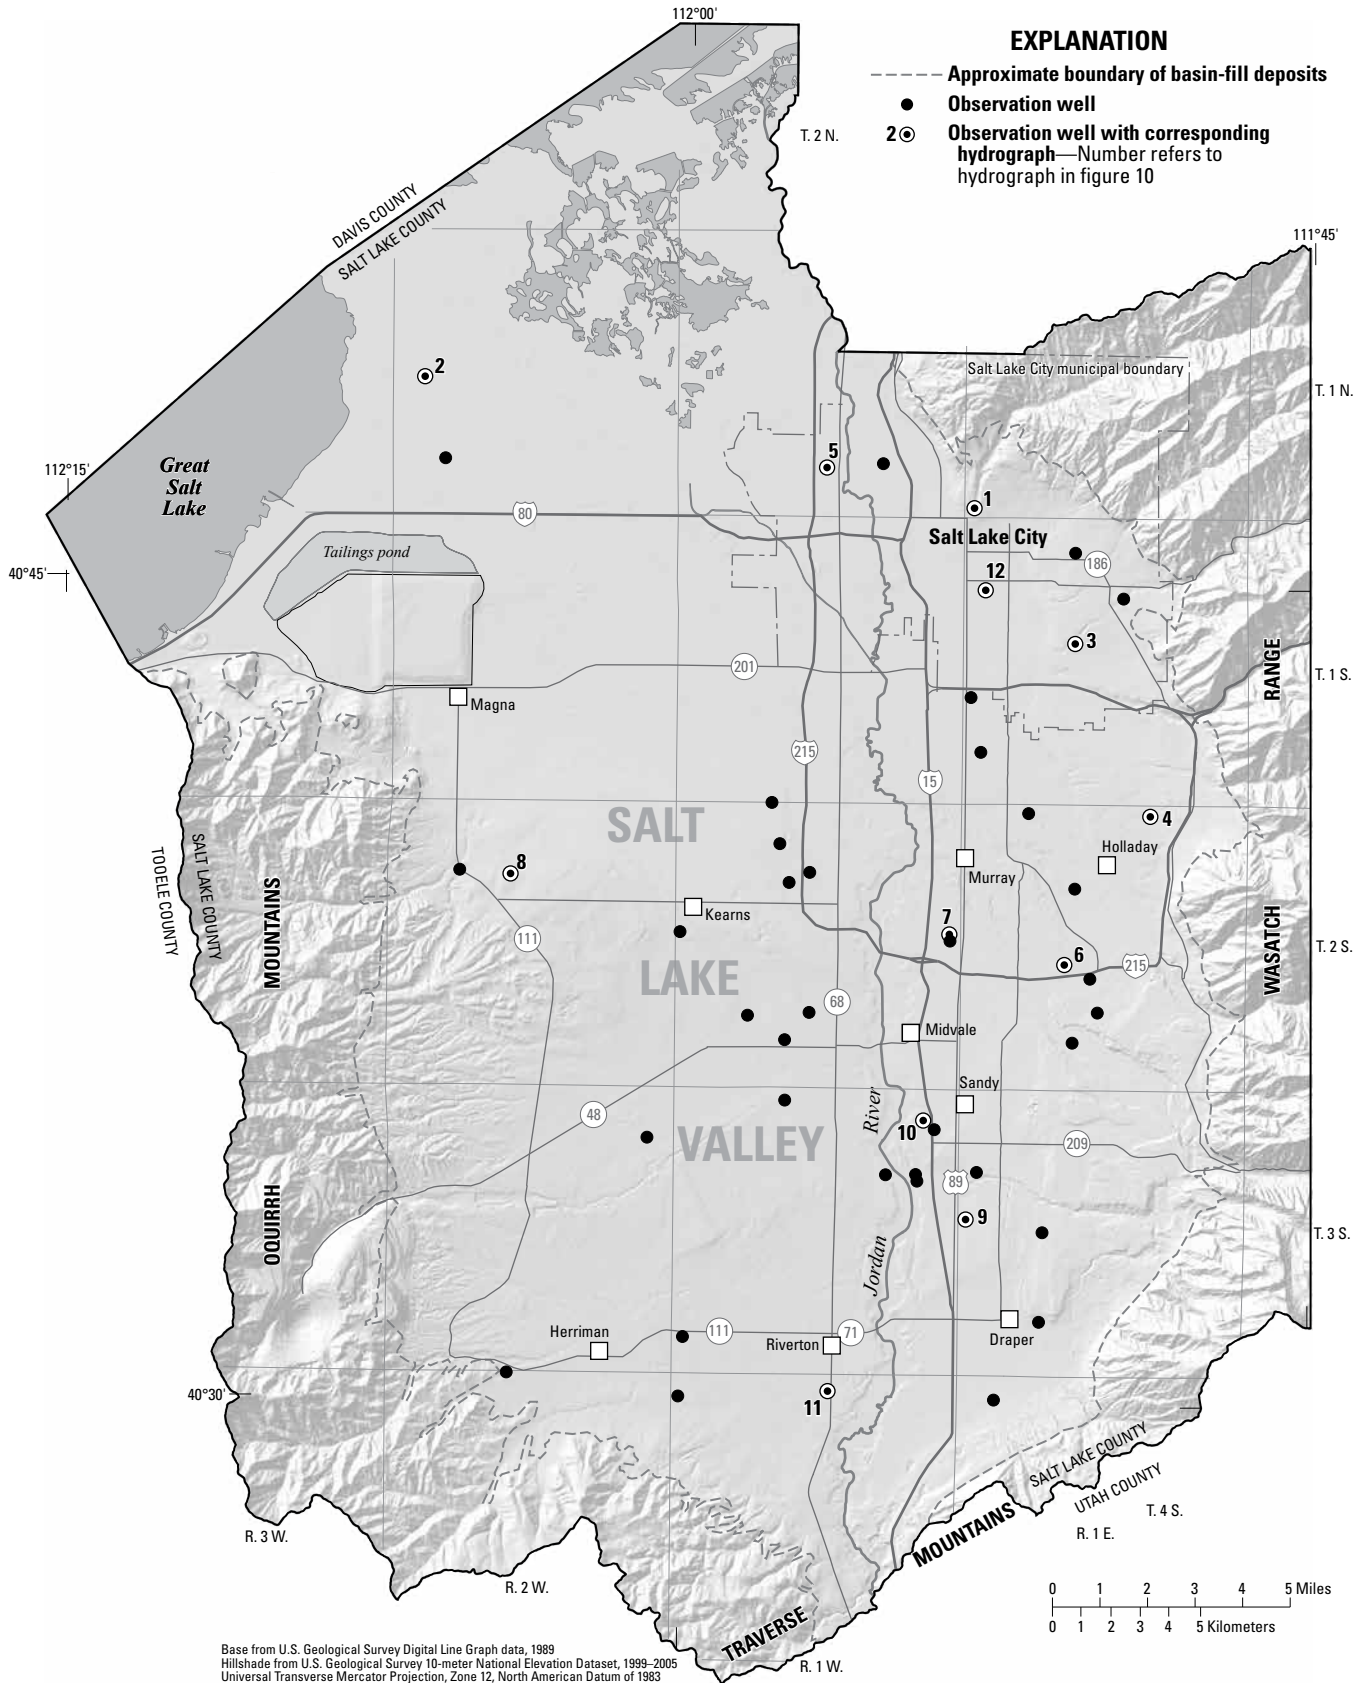 112°00'
EXPLANATION
Approximate boundary of basin-fill deposits
Observation well
2 Observation well with corresponding
hydrograph—Number refers to
hydrograph in figure 10
T. 2 N.
DAVIS COUNTY
SALT LAKE COUNTY
111°45'
Salt Lake City municipal boundary
2
T. 1 N.
5
112°15'
Great
Salt
Lake
1
80
Salt Lake City
Tailings pond
186
40°45'
12
3
RANGE
201
T. 1 S.
Magna
215
15
SALT
4
TOOELE COUNTY
SALT LAKE COUNTY
8
Holladay
Murray
MOUNTAINS
Kearns
7
111
WASATCH
T. 2 S.
6
215
LAKE
68
Midvale
Sandy
48
River
10
VALLEY
209
89
OQUIRRH
9
T. 3 S.
Jordan
Herriman
111
Riverton
71
Draper
40°30'
11
SALT LAKE COUNTY
UTAH COUNTY
T. 4 S.
R. 3 W.
MOUNTAINS
R. 1 E.
R. 2 W.
0 1 2 3 4 5 Miles
0 1 2 3 4 5 Kilometers
TRAVERSE
R. 1 W.
Base from U.S. Geological Survey Digital Line Graph data, 1989
Hillshade from U.S. Geological Survey 10-meter National Elevation Dataset, 1999–2005
Universal Transverse Mercator Projection, Zone 12, North American Datum of 1983